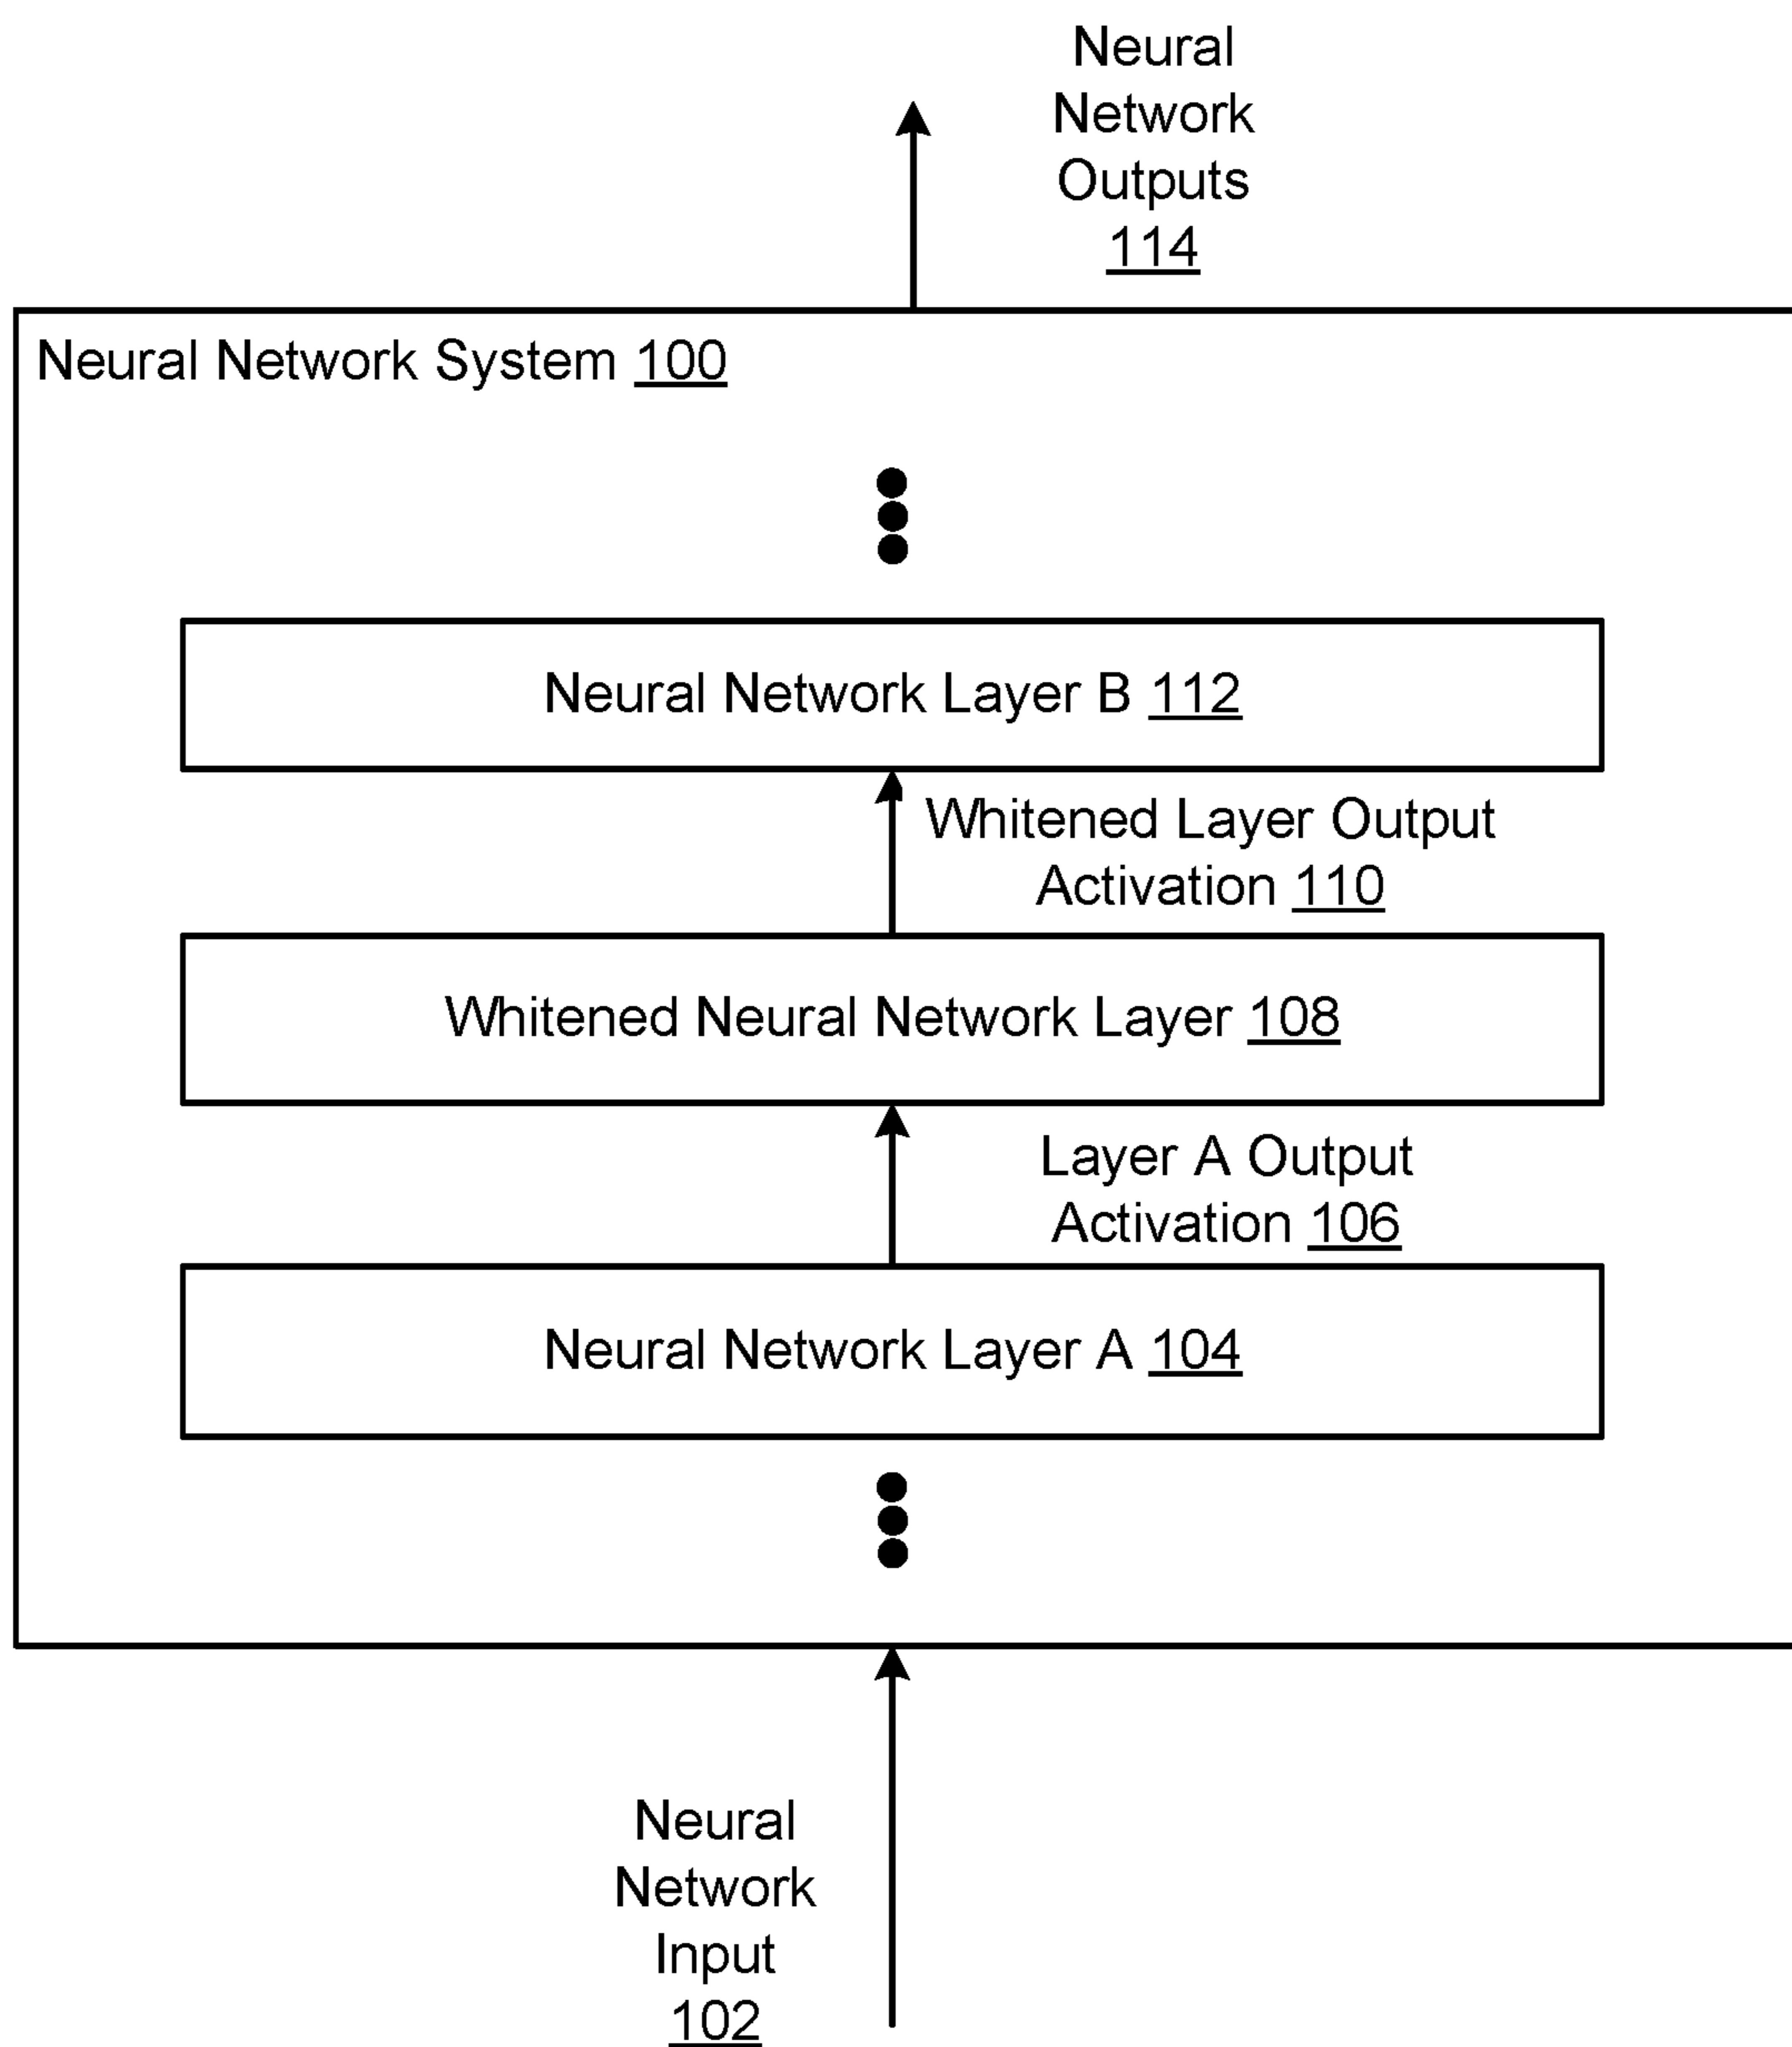 Neural
Network
Outputs
114
Neural Network System 100
Neural Network Layer B 112
Whitened Layer Output
Activation 110
Whitened Neural Network Layer 108
Layer A Output
Activation 106
Neural Network Layer A 104
Neural
Network
Input
102